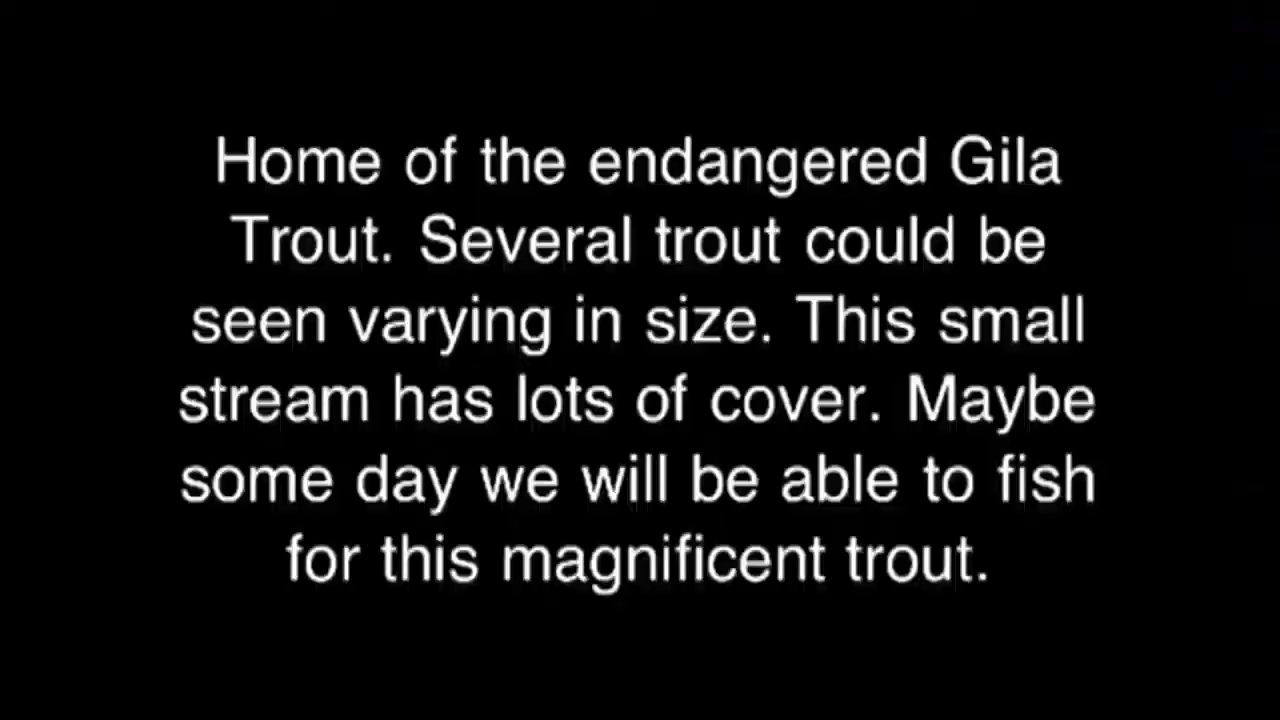 Home of the endangered Gila
Trout. Several trout could be
seen varying in size. This small
stream has lots of cover. Maybe
some day we will be able to fish
for this magnificent trout.